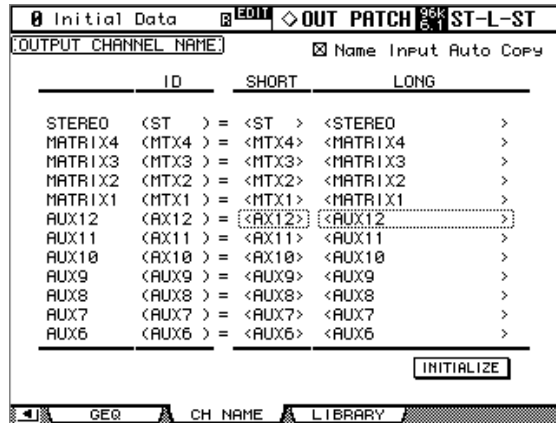 0 Initial Data R EDIT ◇OUT PATCH 96k 6.1 ST-L-ST
OUTPUT CHANNEL NAME
☒ Name Input Auto Copy
ID SHORT LONG
STEREO (ST ) = <ST > <STEREO >
MATRIX4 (MTX4 ) = <MTX4> <MATRIX4 >
MATRIX3 (MTX3 ) = <MTX3> <MATRIX3 >
MATRIX2 (MTX2 ) = <MTX2> <MATRIX2 >
MATRIX1 (MTX1 ) = <MTX1> <MATRIX1 >
AUX12 (AX12 ) = <AX12> <AUX12 >
AUX11 (AX11 ) = <AX11> <AUX11 >
AUX10 (AX10 ) = <AX10> <AUX10 >
AUX9 (AUX9 ) = <AUX9> <AUX9 >
AUX8 (AUX8 ) = <AUX8> <AUX8 >
AUX7 (AUX7 ) = <AUX7> <AUX7 >
AUX6 (AUX6 ) = <AUX6> <AUX6 >
INITIALIZE
GEQ CH NAME LIBRARY